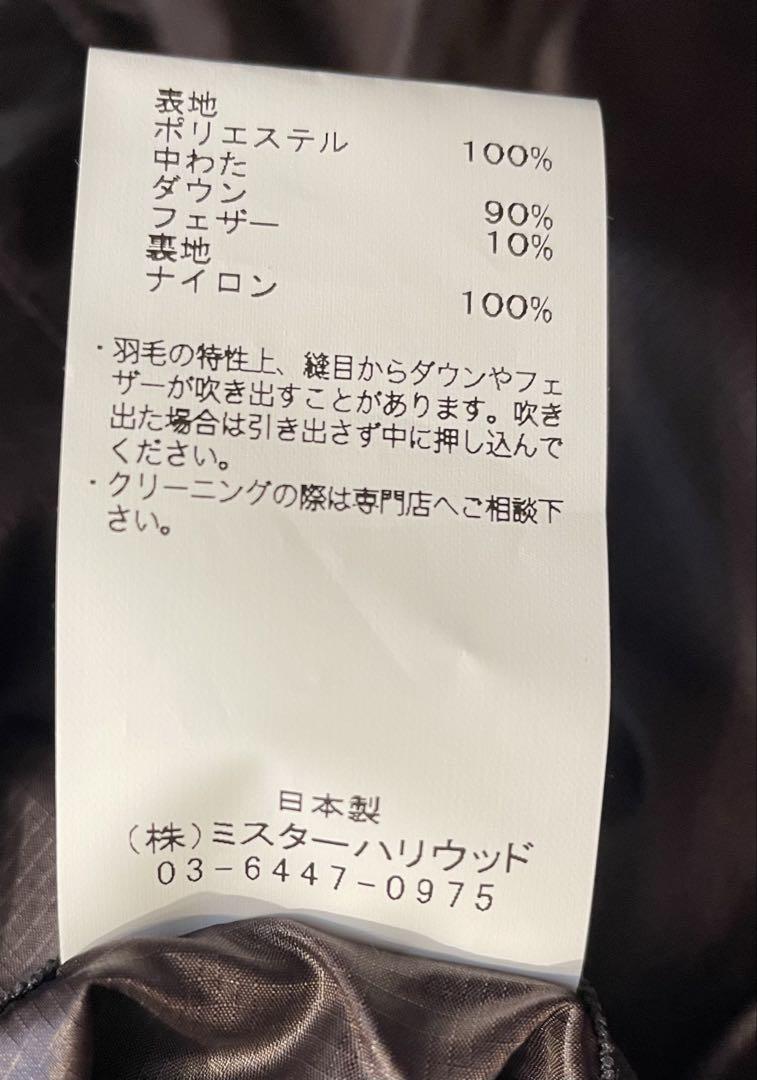 表地
ポリエステル 100%
中わた
ダウン 90%
フェザー 10%
裏地
ナイロン 100%
・羽毛の特性上、縫目からダウンやフェ
ザーが吹き出すことがあります。吹き
出た場合は引き出さず中に押し込んで
ください。
・クリーニングの際は専門店へご相談下
さい。
日本製
(株)ミスターハリウッド
03-6447-0975